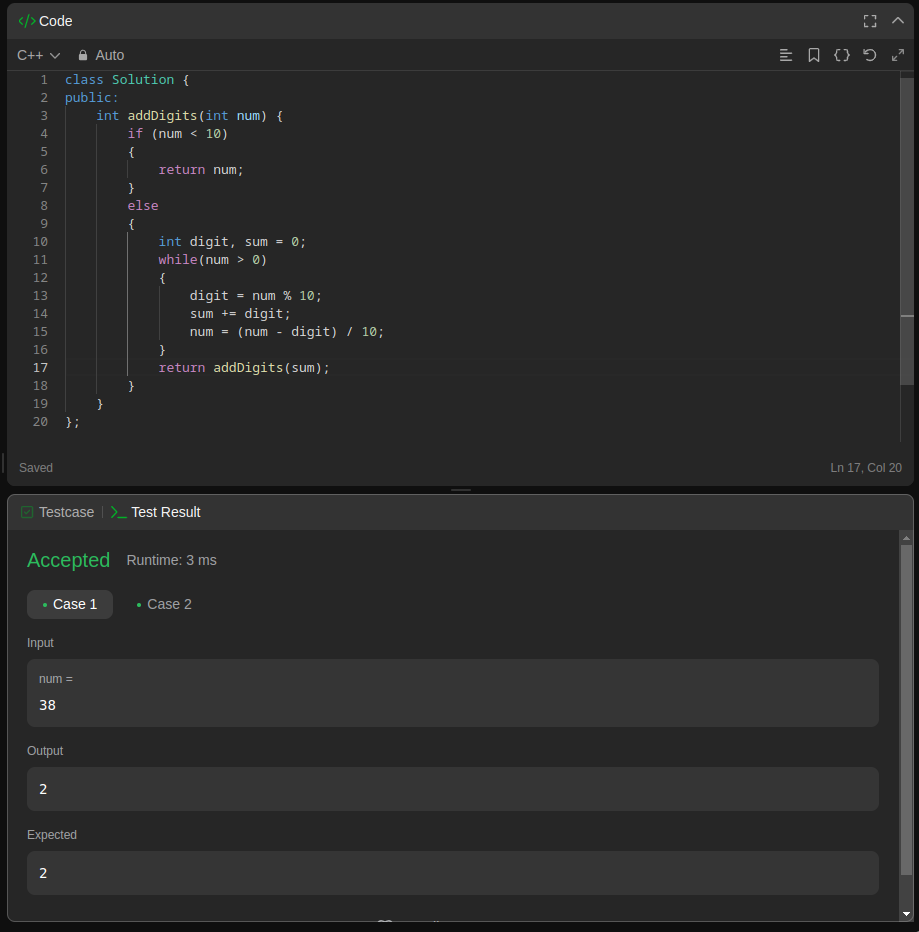 </> Code
C++ Auto
1 class Solution {
2 public:
3 int addDigits(int num) {
4 if (num < 10)
5 {
6 return num;
7 }
8 else
9 {
10 int digit, sum = 0;
11 while(num > 0)
12 {
13 digit = num % 10;
14 sum += digit;
15 num = (num - digit) / 10;
16 }
17 return addDigits(sum);
18 }
19 }
20 };
Saved Ln 17, Col 20
Testcase | >_ Test Result
Accepted Runtime: 3 ms
• Case 1 • Case 2
Input
num =
38
Output
2
Expected
2